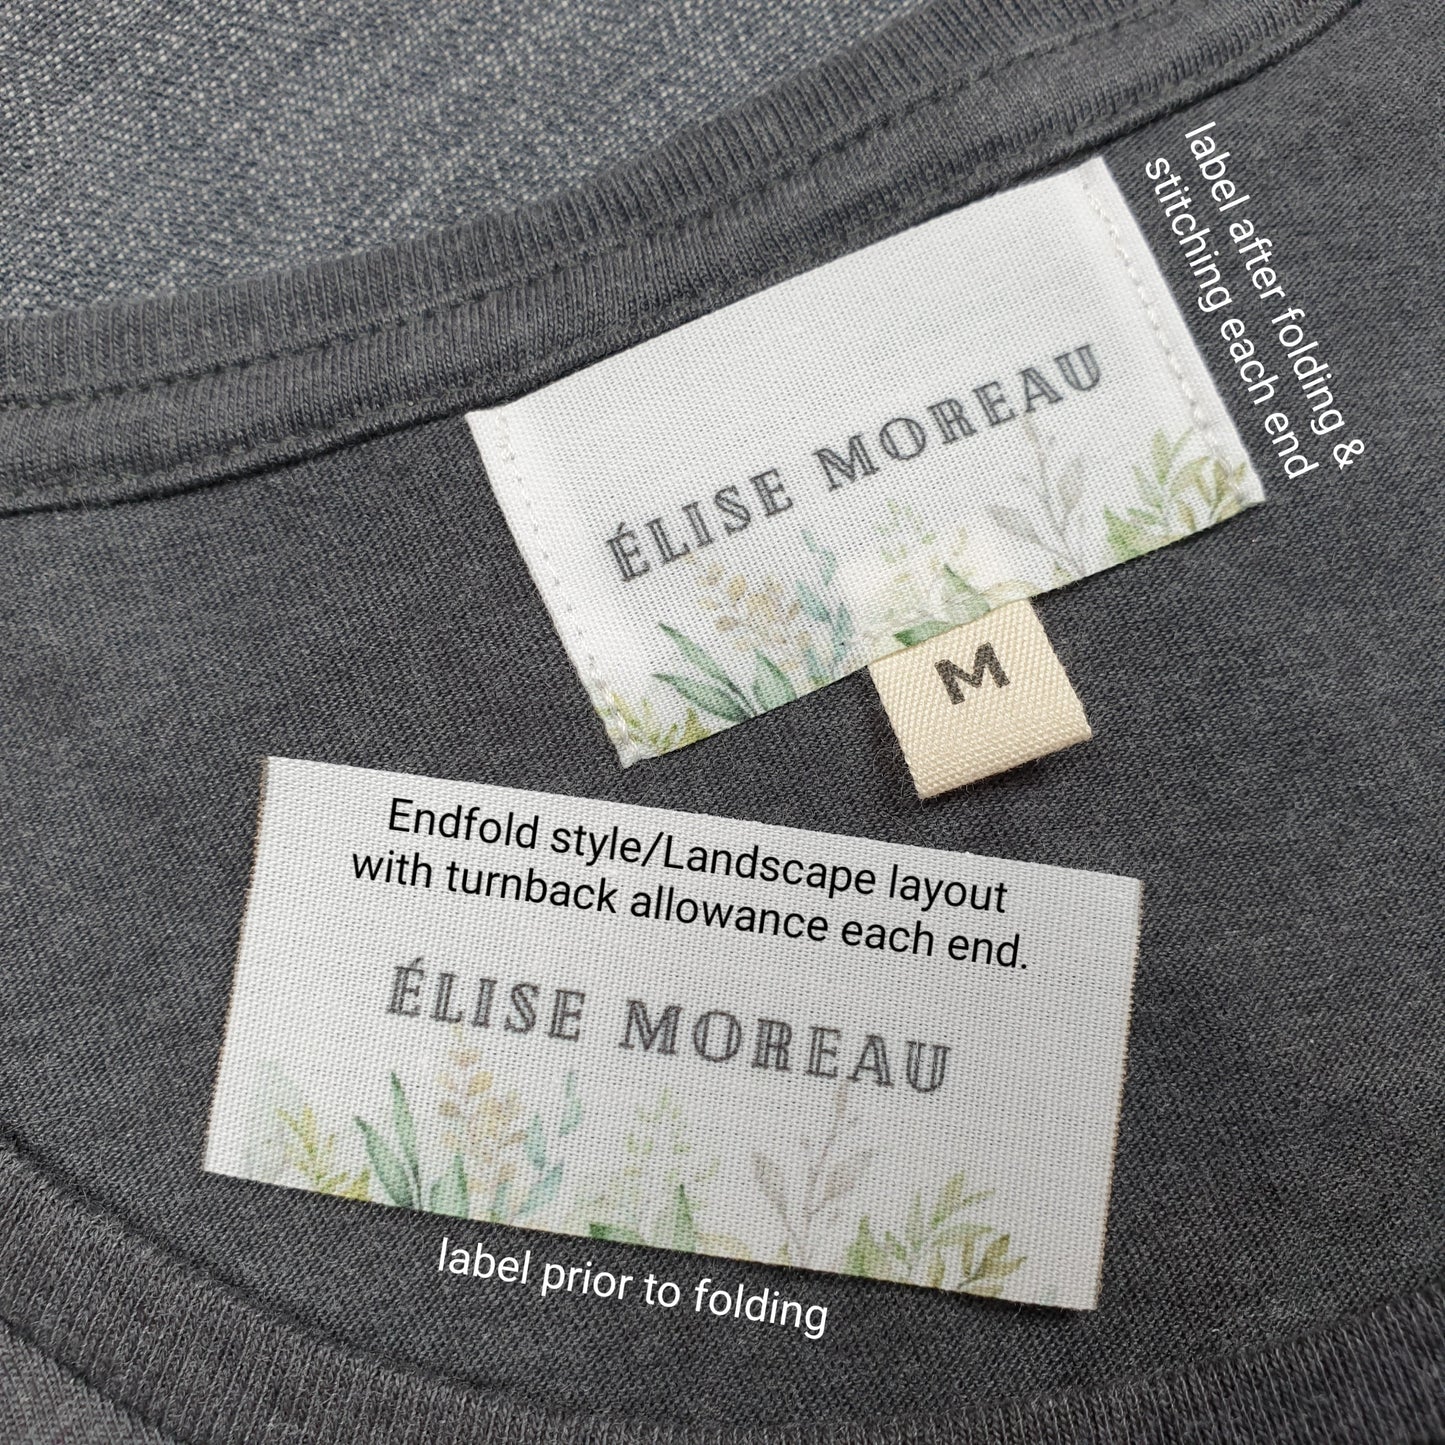 label after folding &
stitching each end
ÉLISE MOREAU
M
Endfold style/Landscape layout
with turnback allowance each end.
ÉLISE MOREAU
label prior to folding